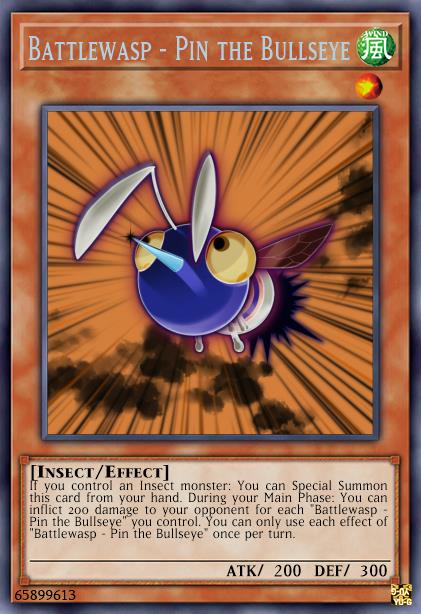 Battlewasp - Pin the Bullseye
WIND
風
[Insect/Effect]
If you control an Insect monster: You can Special Summon
this card from your hand. During your Main Phase: You can
inflict 200 damage to your opponent for each "Battlewasp -
Pin the Bullseye" you control. You can only use each effect of
"Battlewasp - Pin the Bullseye" once per turn.
ATK/ 200 DEF/ 300
65899613